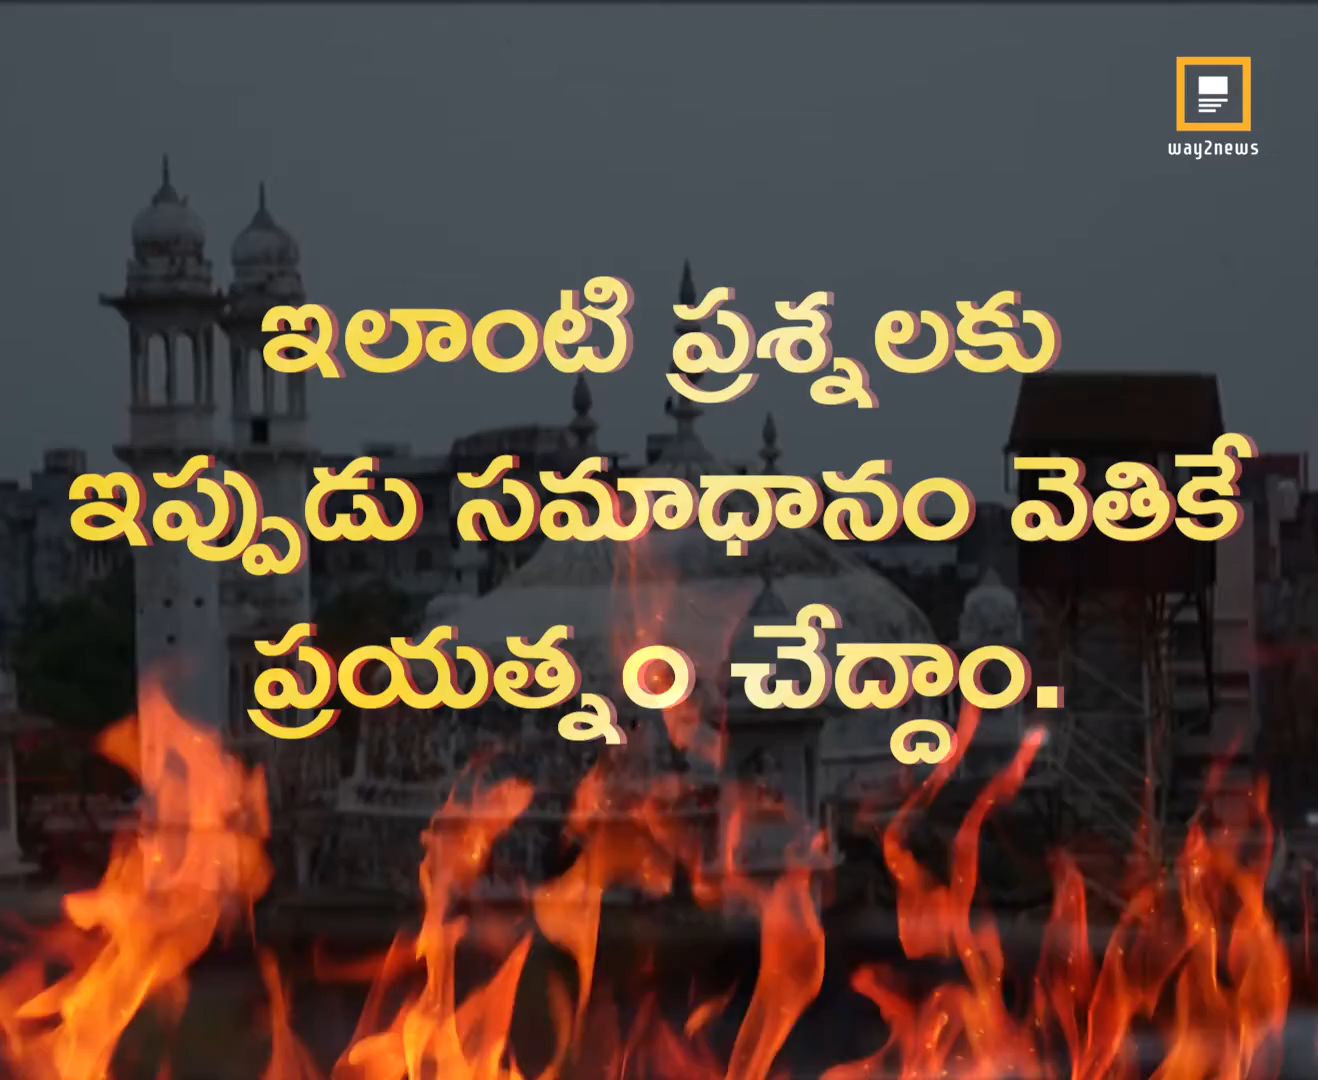 way2news
ఇలాంటి ప్రశ్నలకు
ఇప్పుడు సమాధానం వెతికే
ప్రయత్నం చేద్దాం.